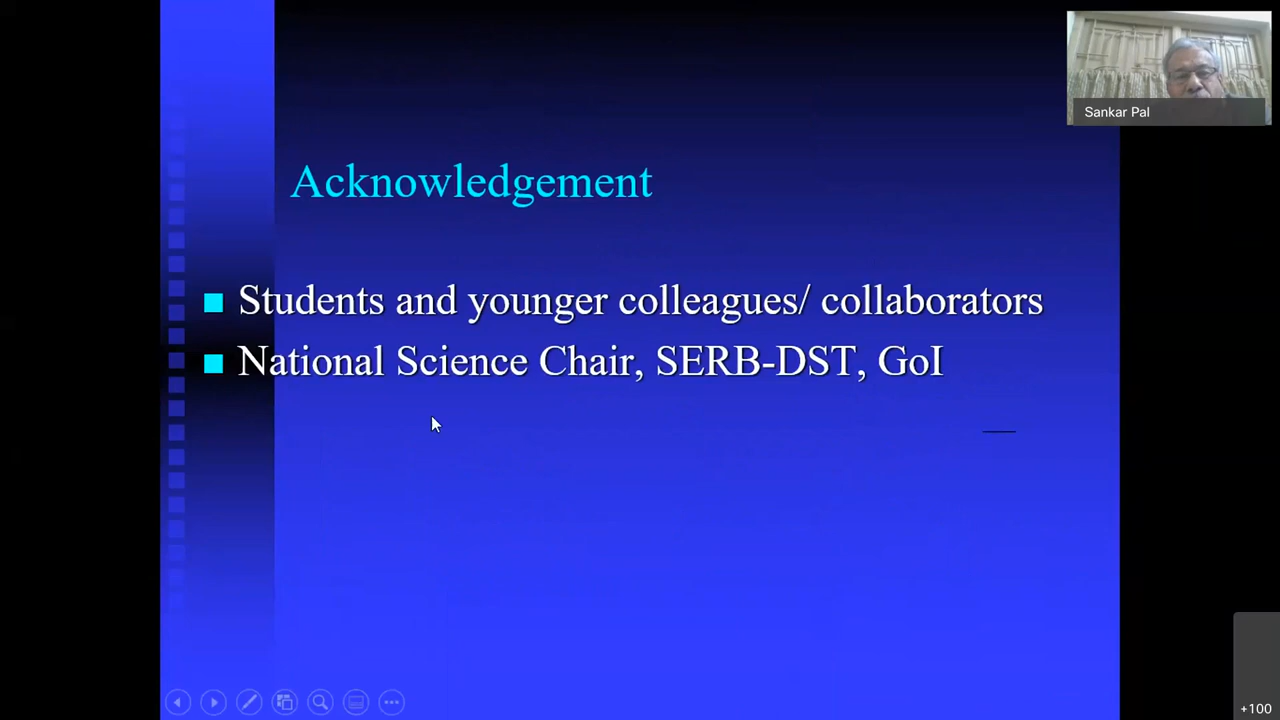 Sankar Pal
Acknowledgement
Students and younger colleagues/ collaborators
National Science Chair, SERB-DST, GoI
+100